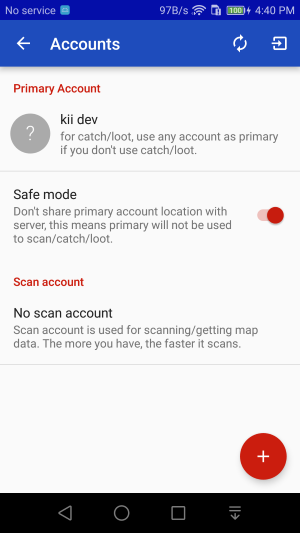 No service 97B/s 100 4:40 PM
Accounts
Primary Account
?
kii dev
for catch/loot, use any account as primary
if you don't use catch/loot.
Safe mode
Don't share primary account location with
server, this means primary will not be used
to scan/catch/loot.
Scan account
No scan account
Scan account is used for scanning/getting map
data. The more you have, the faster it scans.